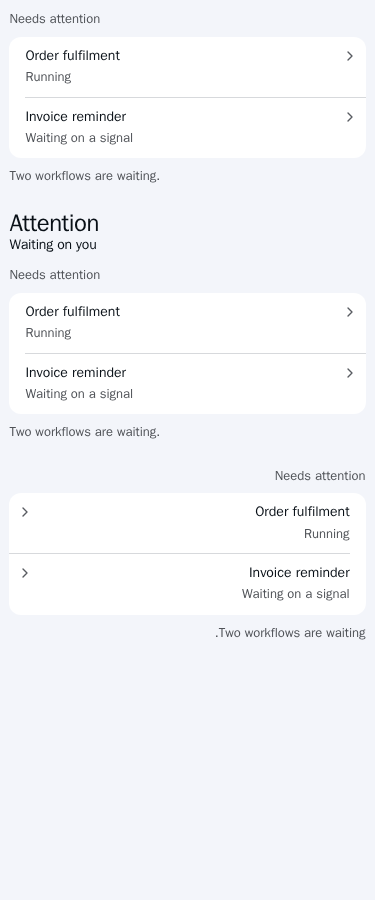 Needs attention
Order fulfilment
Running
Invoice reminder
Waiting on a signal
Two workflows are waiting.
Attention
Waiting on you
Needs attention
Order fulfilment
Running
Invoice reminder
Waiting on a signal
Two workflows are waiting.
Needs attention
Order fulfilment
Running
Invoice reminder
Waiting on a signal
.Two workflows are waiting